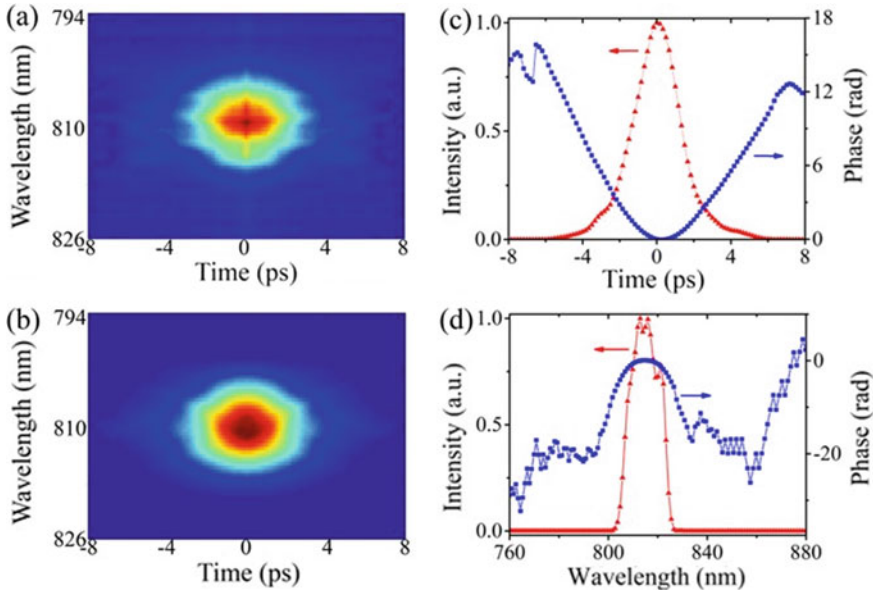 (a)
794
810
826
Wavelength (nm)
-8 -4 0 4 8
Time (ps)
(b)
794
810
826
Wavelength (nm)
-8 -4 0 4 8
Time (ps)
(c)
1.0
0.5
0.0
Intensity (a.u.)
18
12
6
0
Phase (rad)
-8 -4 0 4 8
Time (ps)
(d)
1.0
0.5
0.0
Intensity (a.u.)
0
-20
Phase (rad)
760 800 840 880
Wavelength (nm)